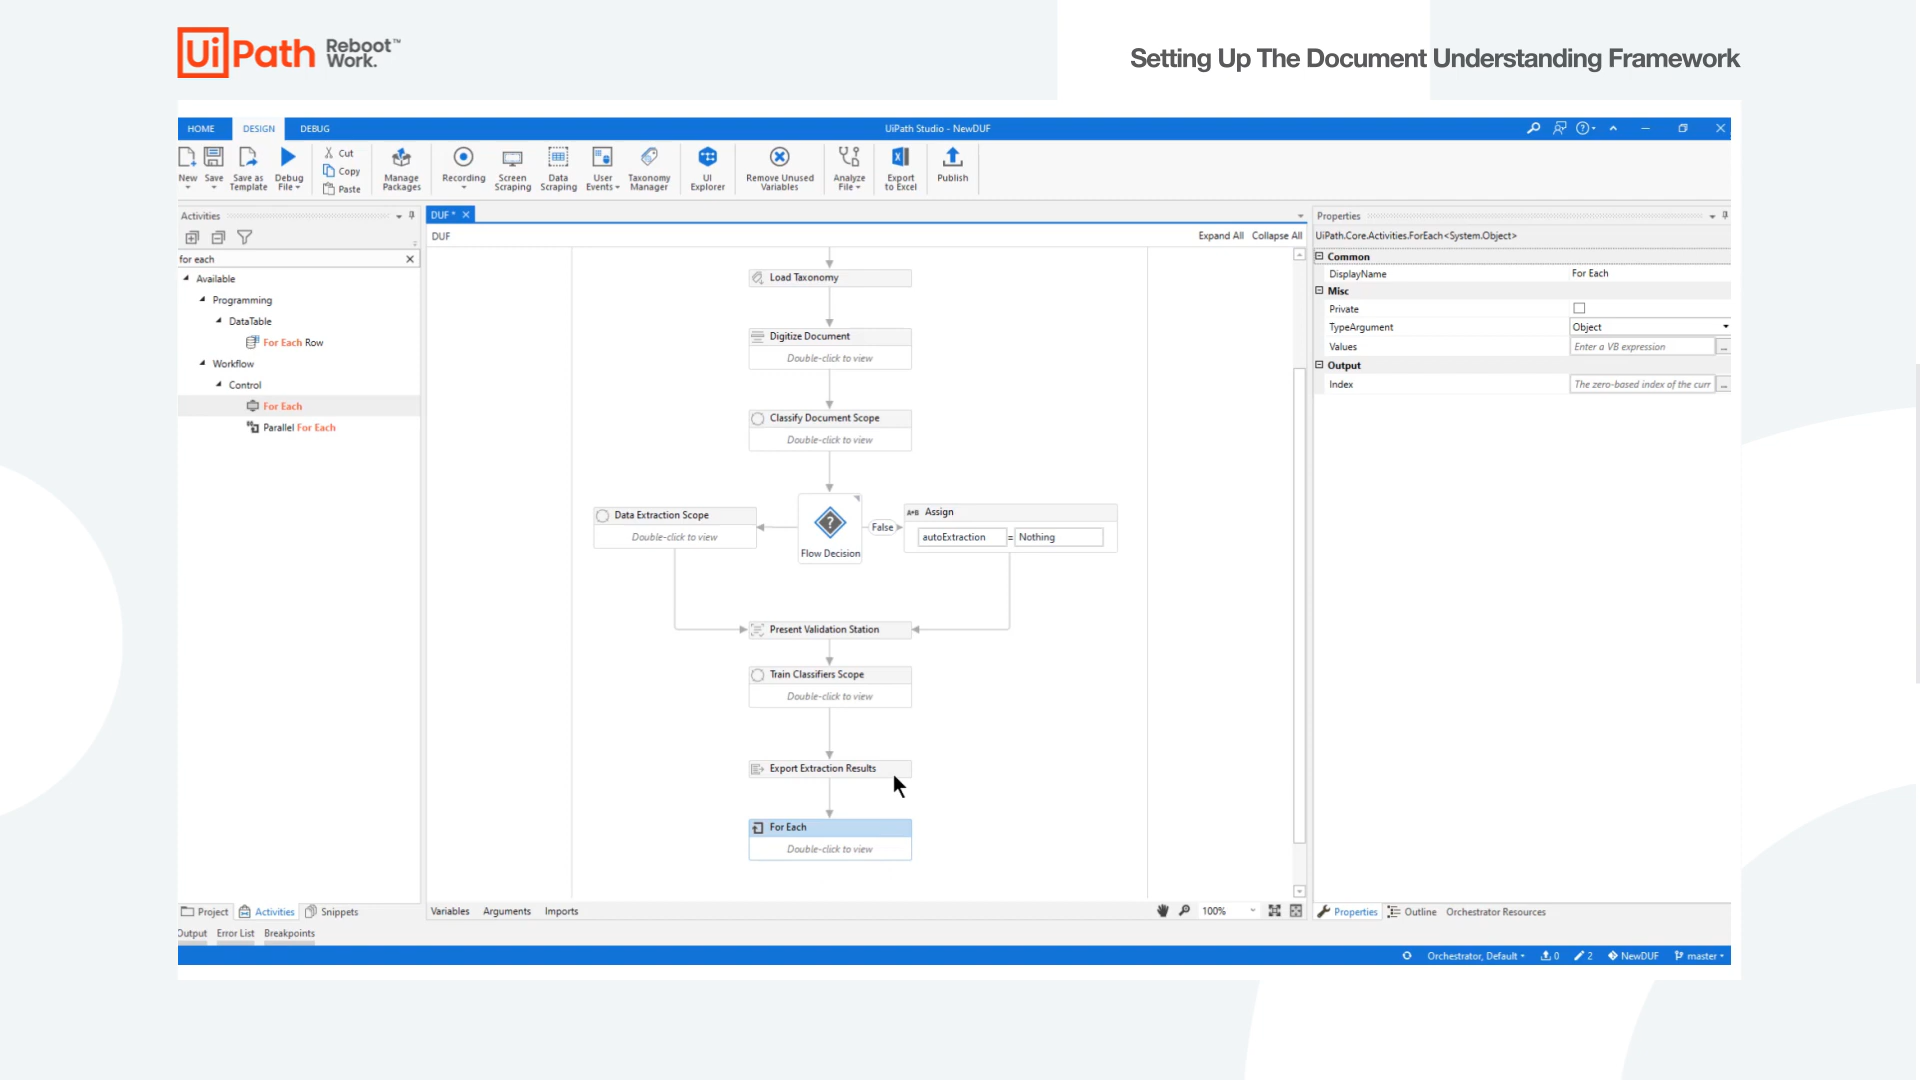 UiPath Reboot Work.™
Setting Up The Document Understanding Framework
HOME DESIGN DEBUG
UiPath Studio - NewDUF
New
Save
Save as Template
Debug File
Cut
Copy
Paste
Manage Packages
Recording
Screen Scraping
Data Scraping
User Events
Taxonomy Manager
UI Explorer
Remove Unused Variables
Analyze File
Export to Excel
Publish
Activities
for each
Available
Programming
DataTable
For Each Row
Workflow
Control
For Each
Parallel For Each
Project Activities Snippets
DUF *
DUF
Expand All Collapse All
Load Taxonomy
Digitize Document
Double-click to view
Classify Document Scope
Double-click to view
Data Extraction Scope
Double-click to view
Flow Decision
False
A+B Assign
autoExtraction = Nothing
Present Validation Station
Train Classifiers Scope
Double-click to view
Export Extraction Results
For Each
Double-click to view
Variables Arguments Imports
100%
Properties
UiPath.Core.Activities.ForEach<System.Object>
Common
DisplayName For Each
Misc
Private
TypeArgument Object
Values Enter a VB expression ...
Output
Index The zero-based index of the curr ...
Properties Outline Orchestrator Resources
Output Error List Breakpoints
Orchestrator, Default 0 2 NewDUF master